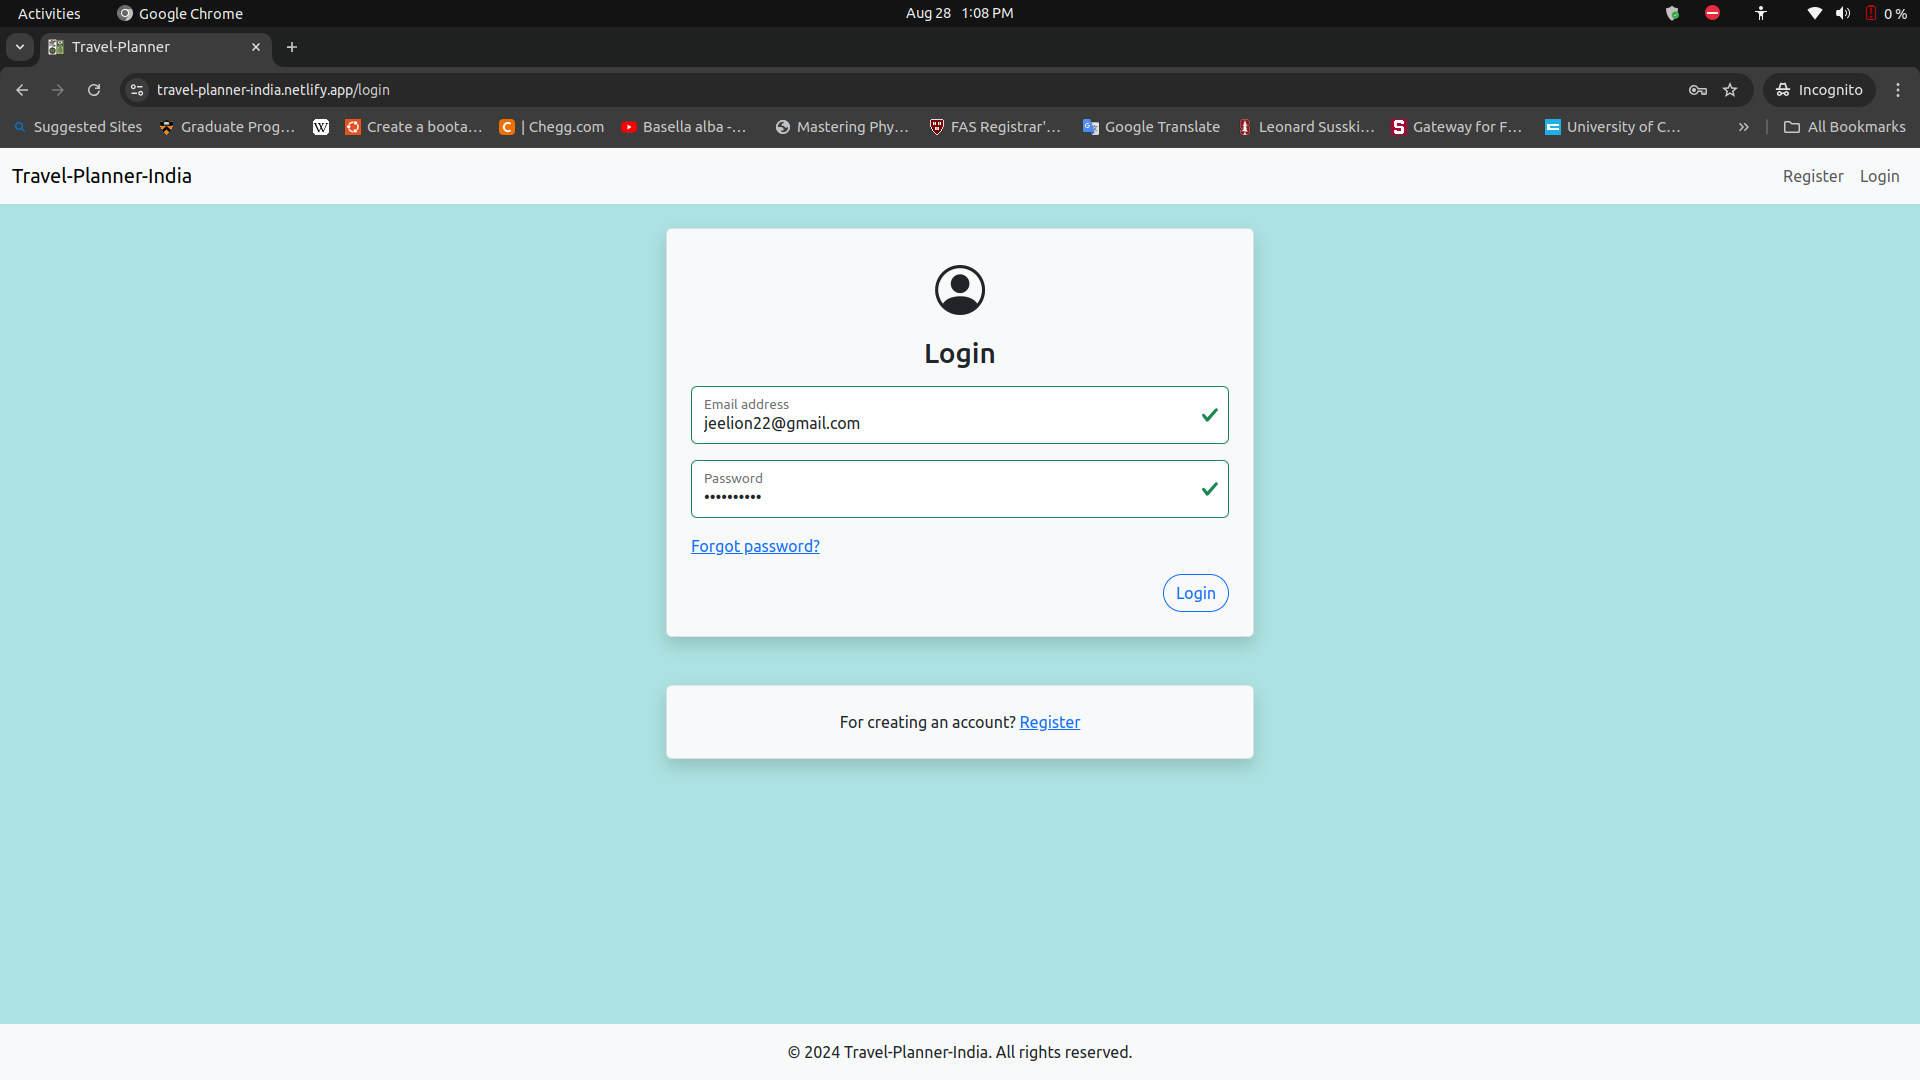 Activities Google Chrome Aug 28 1:08 PM 0 %
Travel-Planner
travel-planner-india.netlify.app/login Incognito
Suggested Sites Graduate Prog... W Create a boota... C | Chegg.com Basella alba -... Mastering Phy... FAS Registrar'... Google Translate Leonard Susski... S Gateway for F... University of C... » All Bookmarks
Travel-Planner-India Register Login
Login
Email address
jeelion22@gmail.com
Password
••••••••••
Forgot password?
Login
For creating an account? Register
© 2024 Travel-Planner-India. All rights reserved.